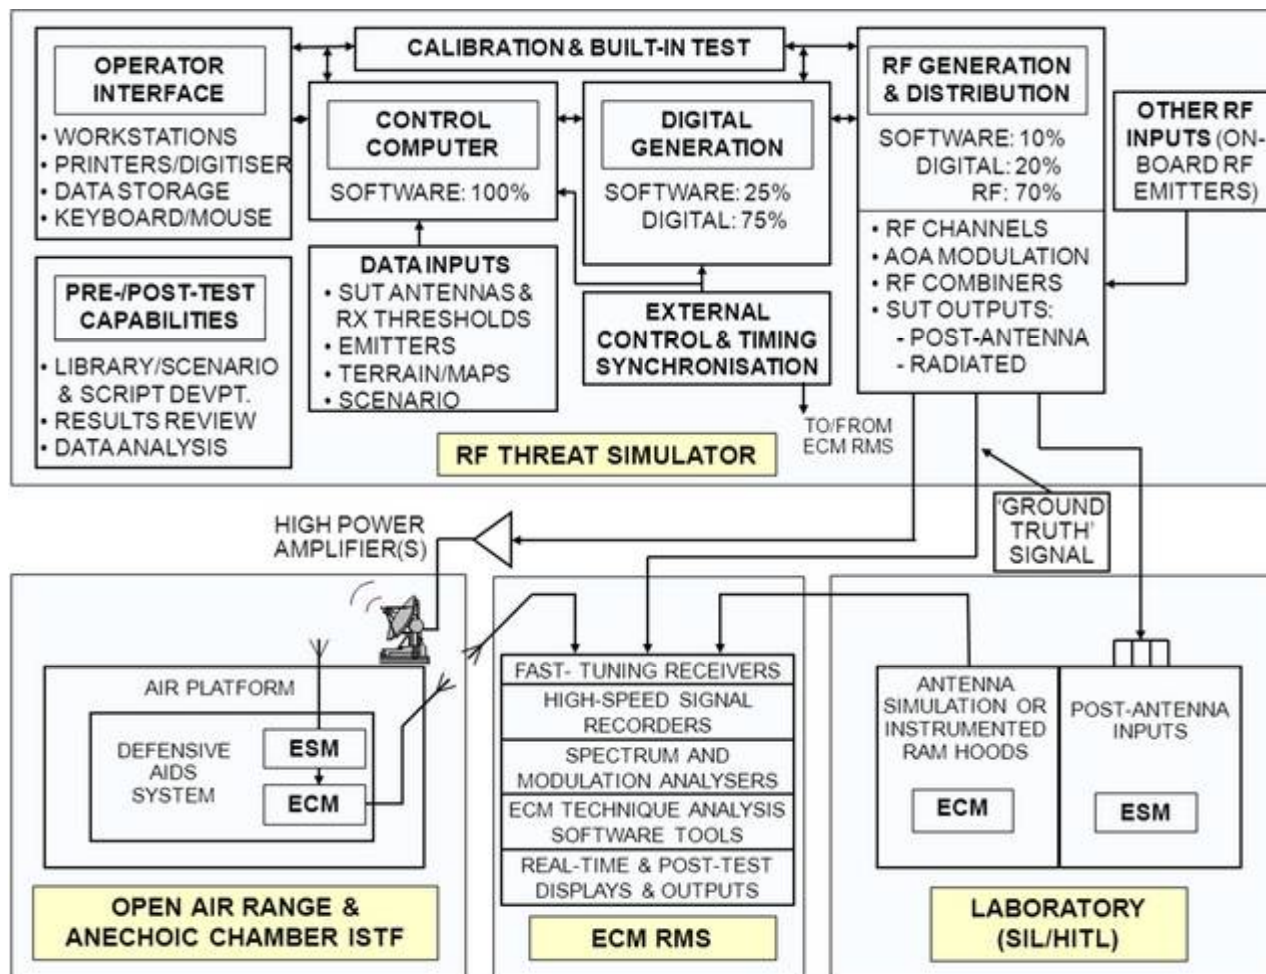 CALIBRATION & BUILT-IN TEST
OPERATOR
INTERFACE
• WORKSTATIONS
• PRINTERS/DIGITISER
• DATA STORAGE
• KEYBOARD/MOUSE
CONTROL
COMPUTER
SOFTWARE: 100%
DIGITAL
GENERATION
SOFTWARE: 25%
DIGITAL: 75%
RF GENERATION
& DISTRIBUTION
SOFTWARE: 10%
DIGITAL: 20%
RF: 70%
• RF CHANNELS
• AOA MODULATION
• RF COMBINERS
• SUT OUTPUTS:
- POST-ANTENNA
- RADIATED
OTHER RF
INPUTS (ON-
BOARD RF
EMITTERS)
PRE-/POST-TEST
CAPABILITIES
• LIBRARY/SCENARIO
& SCRIPT DEVPT.
• RESULTS REVIEW
• DATA ANALYSIS
DATA INPUTS
• SUT ANTENNAS &
RX THRESHOLDS
• EMITTERS
• TERRAIN/MAPS
• SCENARIO
EXTERNAL
CONTROL & TIMING
SYNCHRONISATION
TO/FROM
ECM RMS
RF THREAT SIMULATOR
HIGH POWER
AMPLIFIER(S)
'GROUND
TRUTH'
SIGNAL
AIR PLATFORM
DEFENSIVE
AIDS
SYSTEM
ESM
ECM
OPEN AIR RANGE &
ANECHOIC CHAMBER ISTF
FAST- TUNING RECEIVERS
HIGH-SPEED SIGNAL
RECORDERS
SPECTRUM AND
MODULATION ANALYSERS
ECM TECHNIQUE ANALYSIS
SOFTWARE TOOLS
REAL-TIME & POST-TEST
DISPLAYS & OUTPUTS
ECM RMS
ANTENNA
SIMULATION OR
INSTRUMENTED
RAM HOODS
ECM
POST-ANTENNA
INPUTS
ESM
LABORATORY
(SIL/HITL)